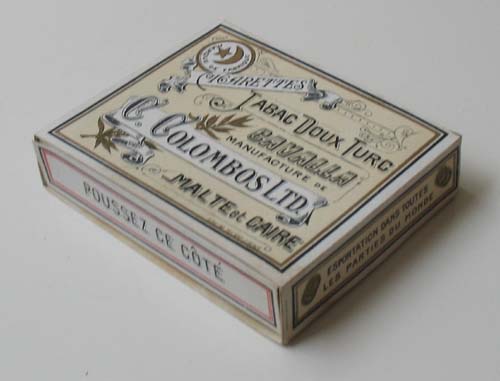 CIGARETTES
TABAC DOUX TURC
CAVALLA
MANUFACTURE DE
C. COLOMBOS LTD.
MALTE et CAIRE
POUSSEZ CE CÔTÉ
EXPORTATION DANS TOUTES
LES PARTIES DU MONDE